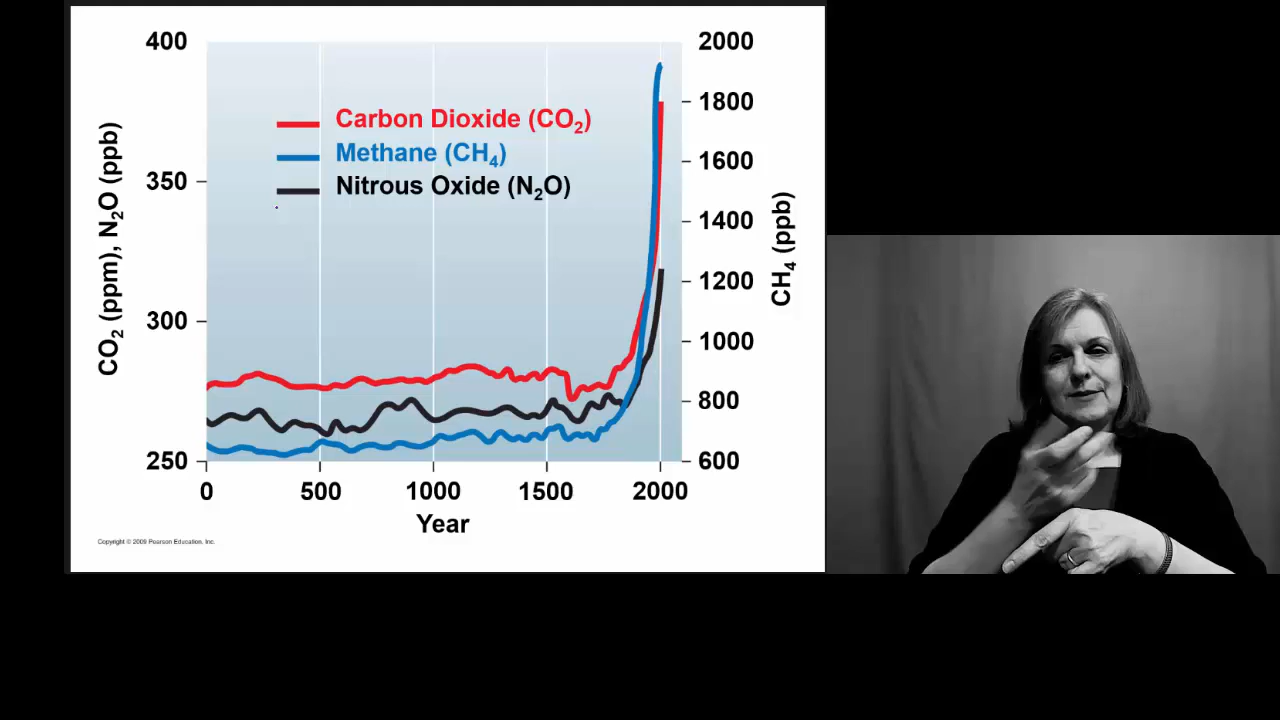 400
350
300
250
CO₂ (ppm), N₂O (ppb)
Carbon Dioxide (CO₂)
Methane (CH₄)
Nitrous Oxide (N₂O)
2000
1800
1600
1400
1200
1000
800
600
CH₄ (ppb)
0 500 1000 1500 2000
Year
Copyright © 2009 Pearson Education, Inc.